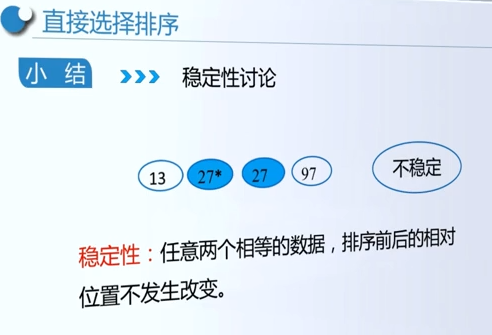 直接选择排序
小 结 稳定性讨论
13 27* 27 97 不稳定
稳定性：任意两个相等的数据，排序前后的相对
位置不发生改变。